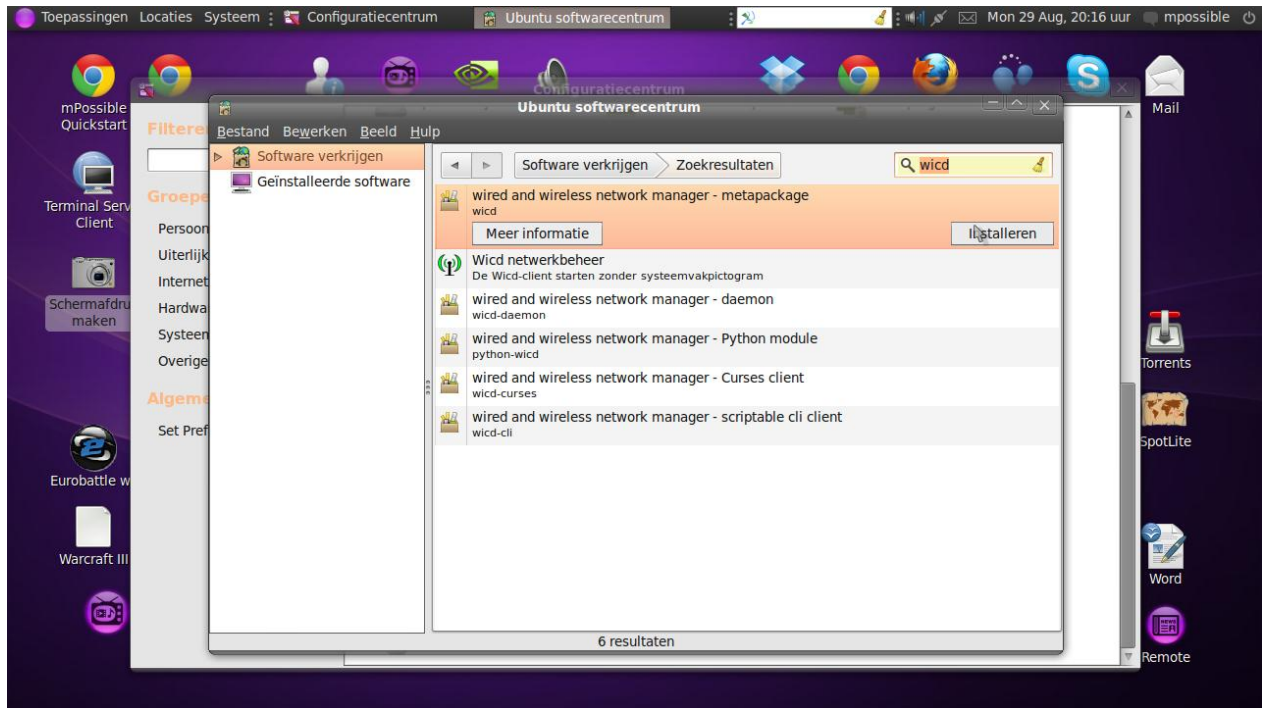 Toepassingen Locaties Systeem Configuratiecentrum Ubuntu softwarecentrum Mon 29 Aug, 20:16 uur mpossible
Configuratiecentrum
mPossible
Quickstart
Mail
Ubuntu softwarecentrum
Bestand Bewerken Beeld Hulp
Software verkrijgen
Geïnstalleerde software
Software verkrijgen Zoekresultaten wicd
wired and wireless network manager - metapackage
wicd
Meer informatie Installeren
Wicd netwerkbeheer
De Wicd-client starten zonder systeemvakpictogram
wired and wireless network manager - daemon
wicd-daemon
wired and wireless network manager - Python module
python-wicd
wired and wireless network manager - Curses client
wicd-curses
wired and wireless network manager - scriptable cli client
wicd-cli
6 resultaten
Filtere
Groepe
Persoon
Uiterlijk
Internet
Hardwa
Systeem
Overige
Algeme
Set Pref
Terminal Serv
Client
Schermafdru
maken
Eurobattle w
Warcraft III
Torrents
SpotLite
Word
Remote